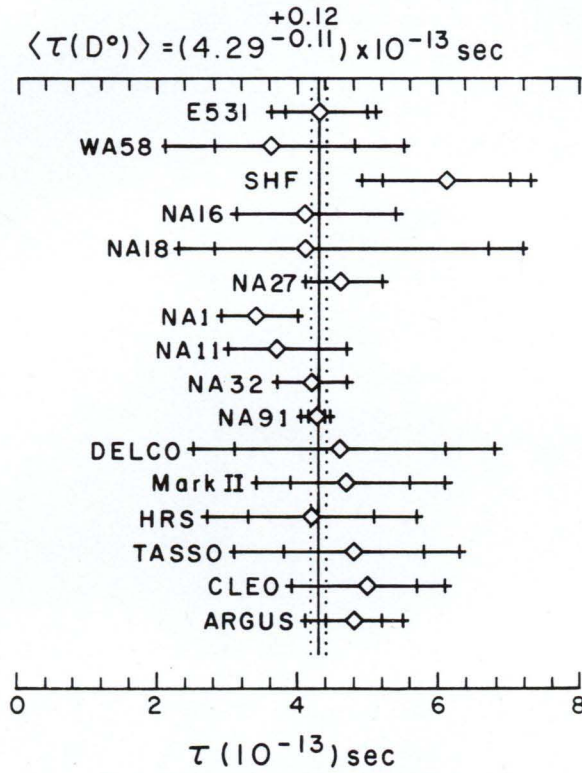 +0.12
⟨τ(D°)⟩ = (4.29 -0.11) x10-13 sec
E531
WA58
SHF
NA16
NA18
NA27
NA1
NA11
NA32
NA91
DELCO
Mark II
HRS
TASSO
CLEO
ARGUS
0 2 4 6 8
τ (10-13) sec